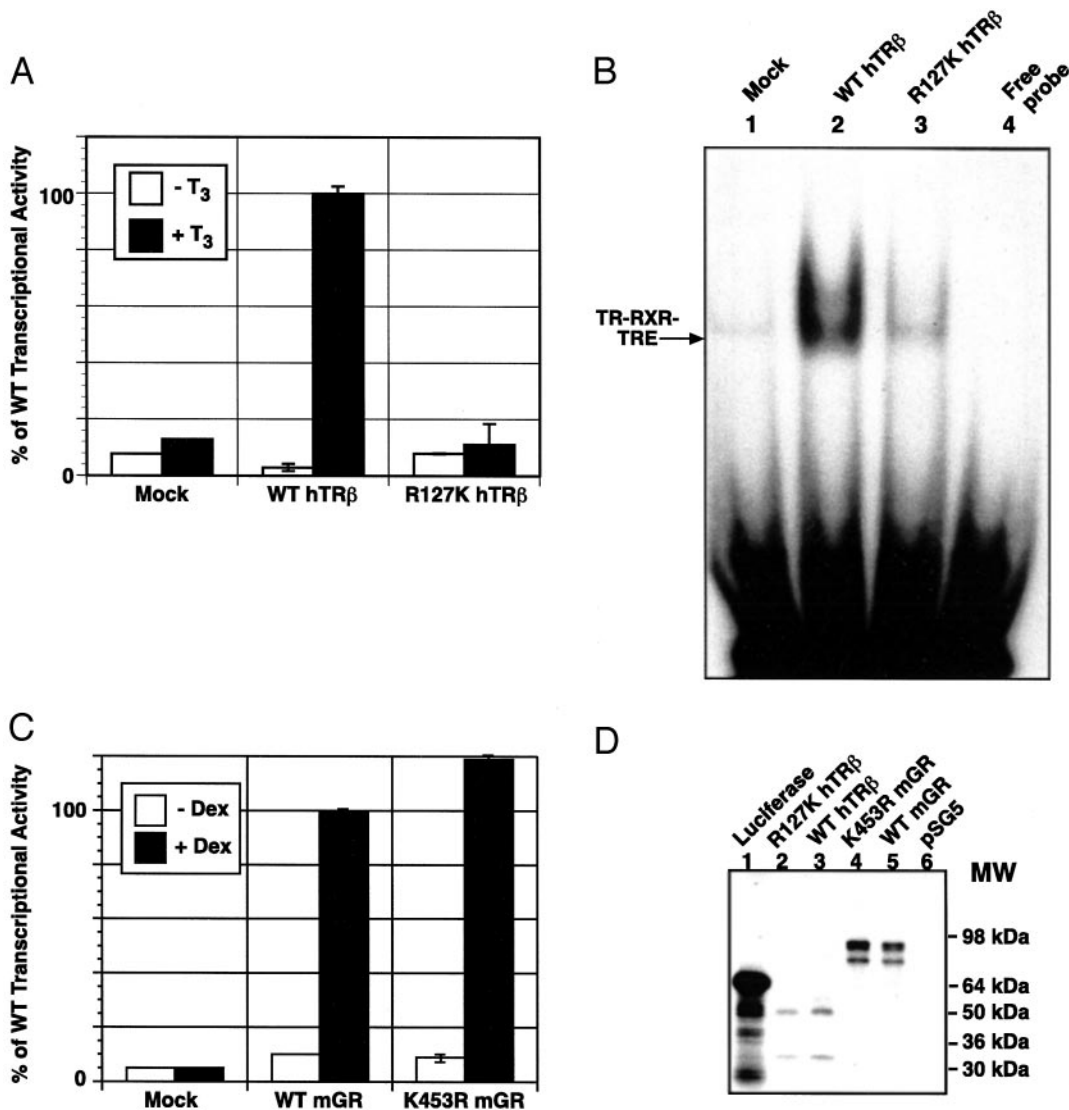 A
% of WT Transcriptional Activity
100
0
- T3
+ T3
Mock
WT hTRβ
R127K hTRβ
B
Mock
WT hTRβ
R127K hTRβ
Free probe
1 2 3 4
TR-RXR-
TRE
C
% of WT Transcriptional Activity
100
0
- Dex
+ Dex
Mock
WT mGR
K453R mGR
D
Luciferase
R127K hTRβ
WT hTRβ
K453R mGR
WT mGR
pSG5
1 2 3 4 5 6
MW
- 98 kDa
- 64 kDa
- 50 kDa
- 36 kDa
- 30 kDa